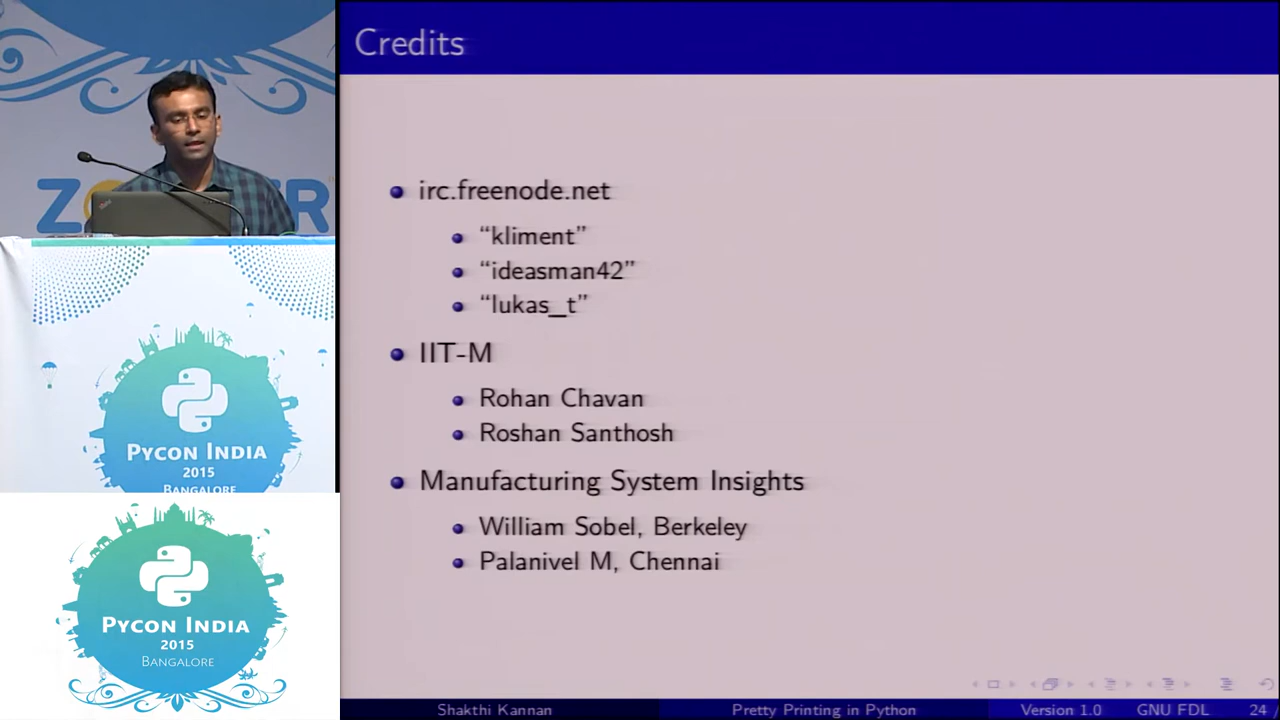 Credits
irc.freenode.net
“kliment”
“ideasman42”
“lukas_t”
IIT-M
Rohan Chavan
Roshan Santhosh
Manufacturing System Insights
William Sobel, Berkeley
Palanivel M, Chennai
Shakthi Kannan
Pretty Printing in Python
Version 1.0
GNU FDL
24
PYCON INDIA
2015
BANGALORE
PYCON INDIA
2015
BANGALORE